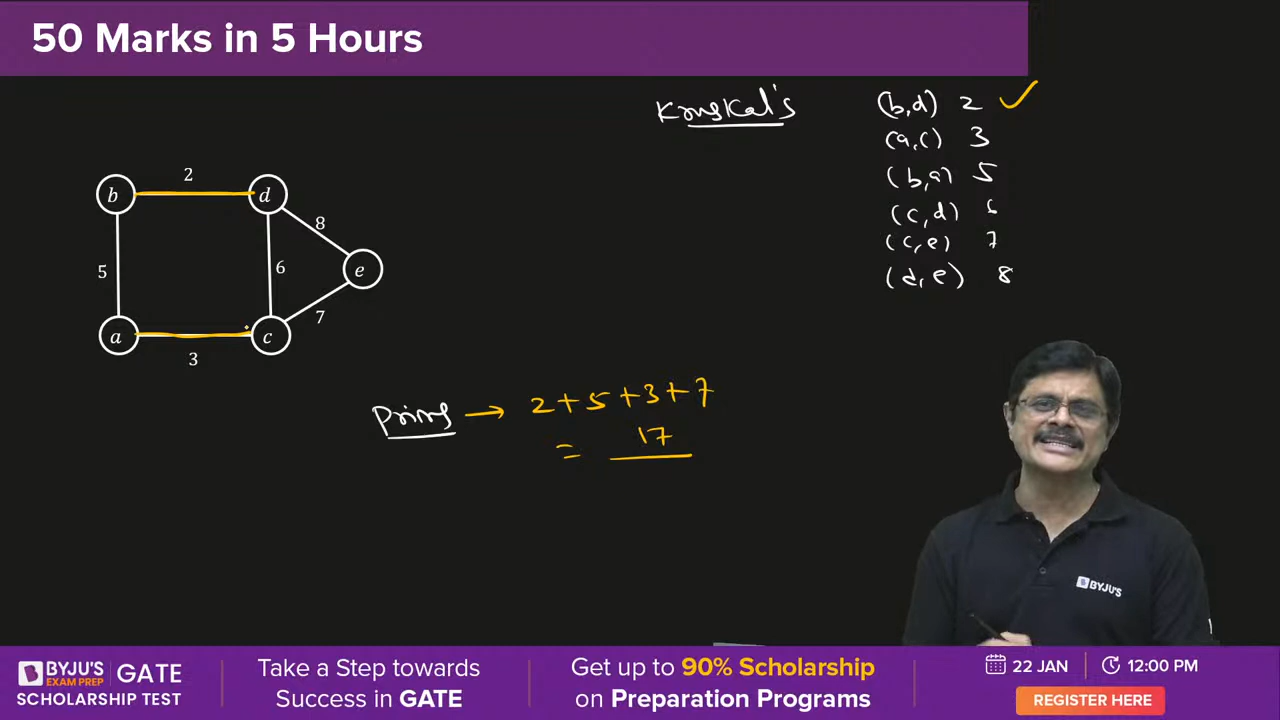 50 Marks in 5 Hours
Kruskal's
(b,d) 2 ✓
(a,c) 3
(b,a) 5
(c,d) 6
(c,e) 7
(d,e) 8
b 2 d
8
5 6 e
7
a c
3
Prims → 2+5+3+7
= 17
BYJU'S
BYJU'S EXAM PREP GATE
SCHOLARSHIP TEST
Take a Step towards
Success in GATE
Get up to 90% Scholarship
on Preparation Programs
22 JAN 12:00 PM
REGISTER HERE